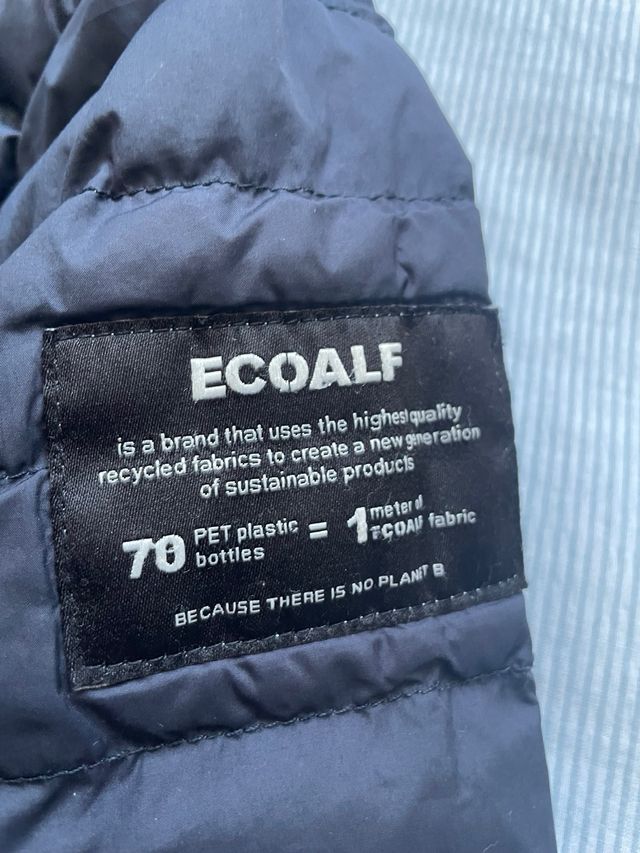 ECOALF
is a brand that uses the highest quality
recycled fabrics to create a new generation
of sustainable products
70 PET plastic bottles = 1 meter of ECOALF fabric
BECAUSE THERE IS NO PLANET B